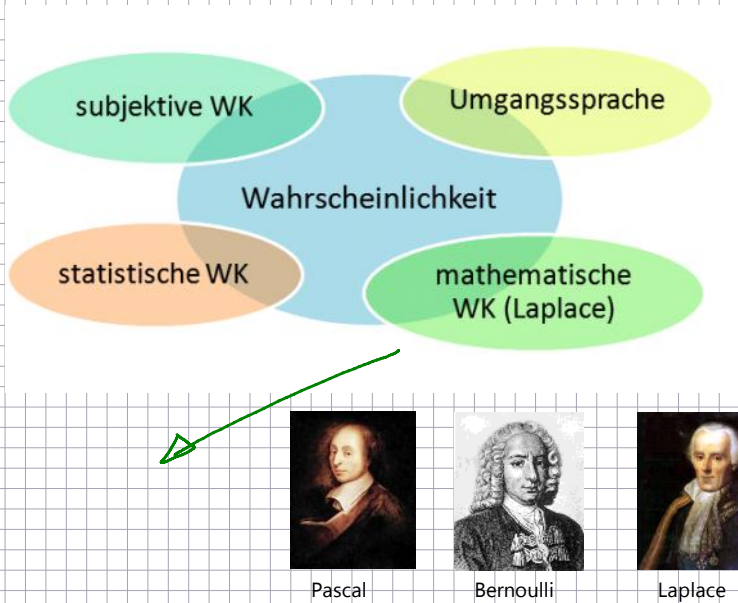 subjektive WK
Umgangssprache
Wahrscheinlichkeit
statistische WK
mathematische
WK (Laplace)
Pascal
Bernoulli
Laplace